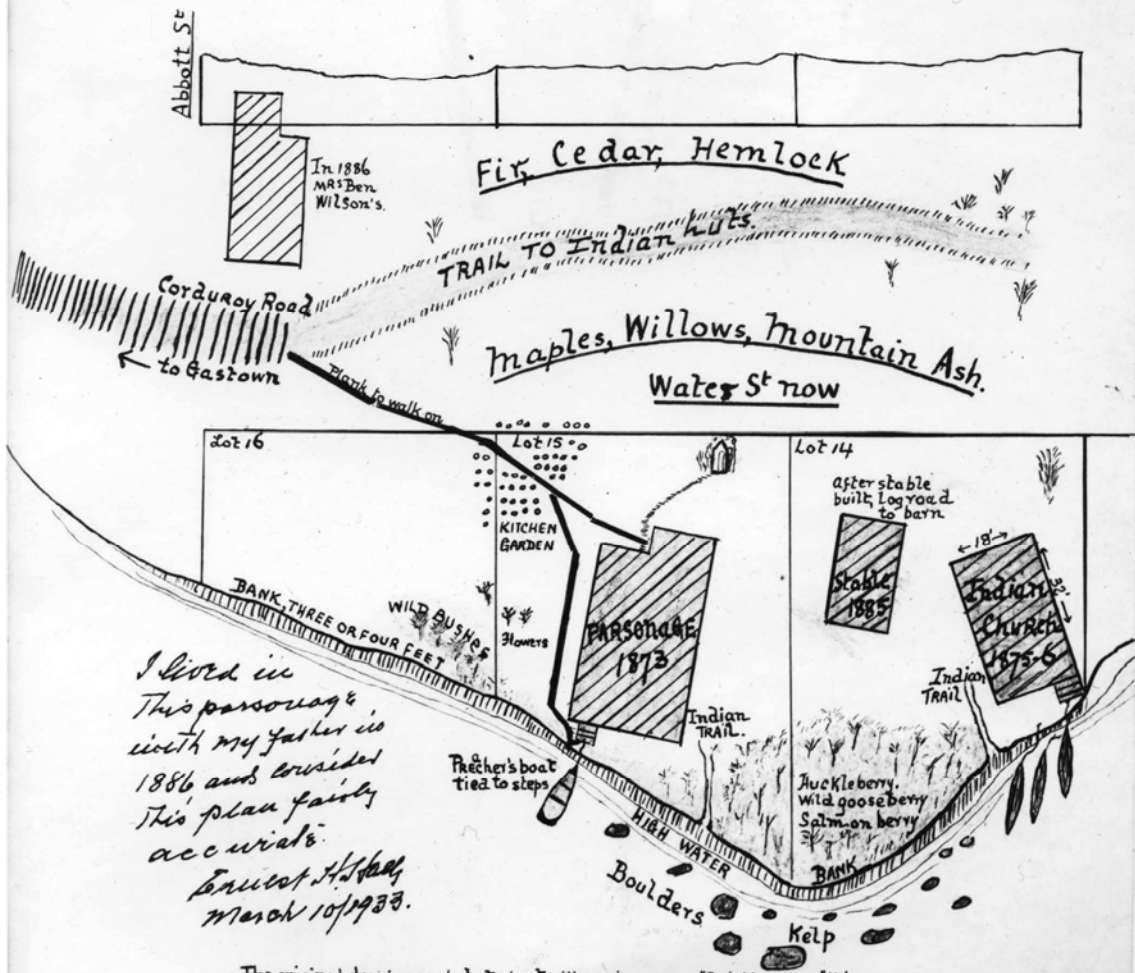 Abbott St
In 1886
Mrs Ben
Wilson's.
Fir, Cedar, Hemlock
TRAIL TO Indian huts.
Corduroy Road
← to Gastown
Plank to walk on
Maples, Willows, Mountain Ash.
Water St now
Lot 16
Lot 15
Lot 14
KITCHEN
GARDEN
After stable
built, log road
to barn
Stable
1885
18'
32'
Indian
Church
1875-6
Indian
TRAIL
BANK, THREE OR FOUR FEET
WILD BUSHES
Flowers
PARSONAGE
1873
Indian
TRAIL.
Preacher's boat
tied to steps
Huckleberry.
Wild gooseberry
Salmon berry
HIGH
WATER
BANK
Boulders
Kelp
I lived in
This parsonage
with my father in
1886 and consider
This plan fairly
accurate.
Ernest
March 10/1933.
The original